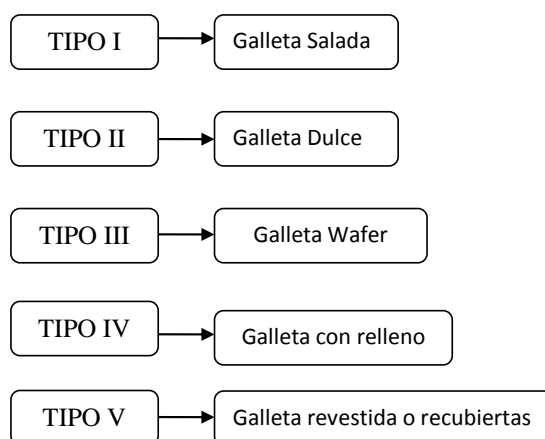 TIPO I
Galleta Salada
TIPO II
Galleta Dulce
TIPO III
Galleta Wafer
TIPO IV
Galleta con relleno
TIPO V
Galleta revestida o recubiertas